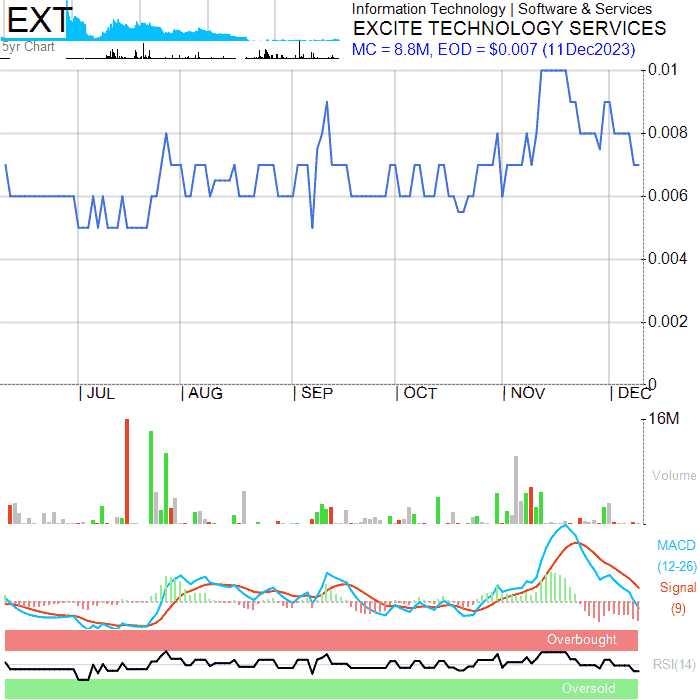 EXT
5yr Chart
Information Technology | Software & Services
EXCITE TECHNOLOGY SERVICES
MC = 8.8M, EOD = $0.007 (11Dec2023)
0.01
0.008
0.006
0.004
0.002
0
| JUL | AUG | SEP | OCT | NOV | DEC
16M
Volume
MACD
(12-26)
Signal
(9)
Overbought
RSI(14)
Oversold